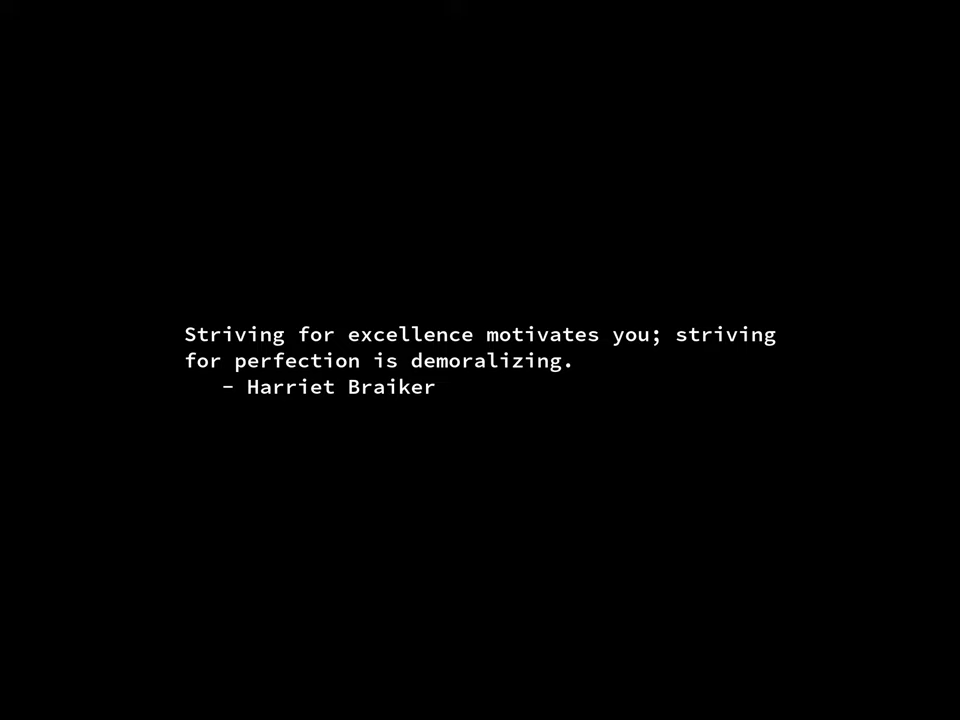 Striving for excellence motivates you; striving
for perfection is demoralizing.
– Harriet Braiker